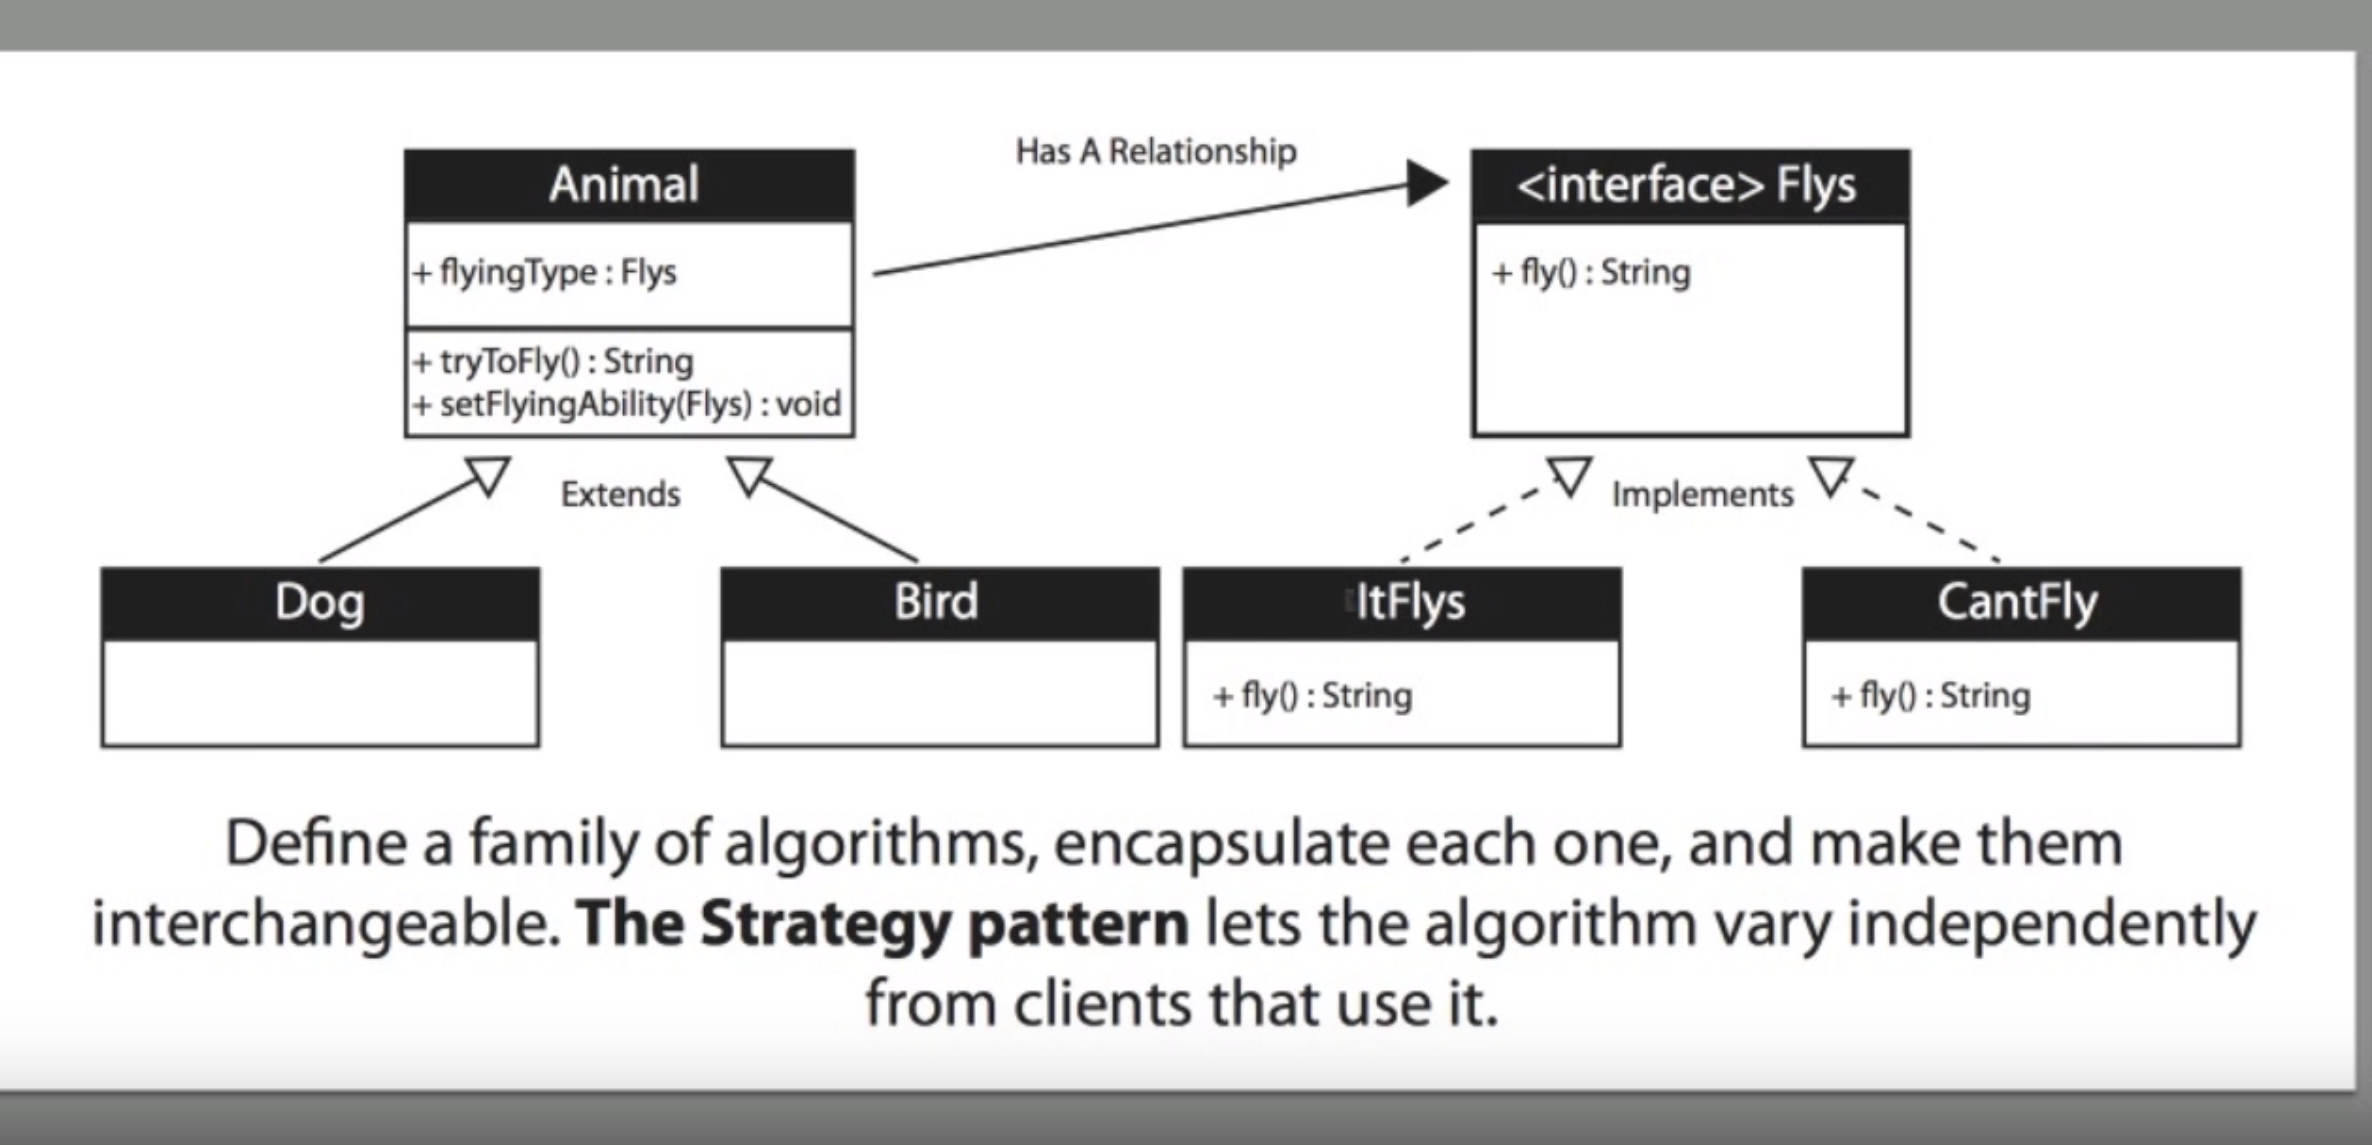 Has A Relationship
Animal
<interface> Flys
+ flyingType : Flys
+ fly() : String
+ tryToFly() : String
+ setFlyingAbility(Flys) : void
Extends
Implements
Dog
Bird
ItFlys
CantFly
+ fly() : String
+ fly() : String
Define a family of algorithms, encapsulate each one, and make them
interchangeable. The Strategy pattern lets the algorithm vary independently
from clients that use it.